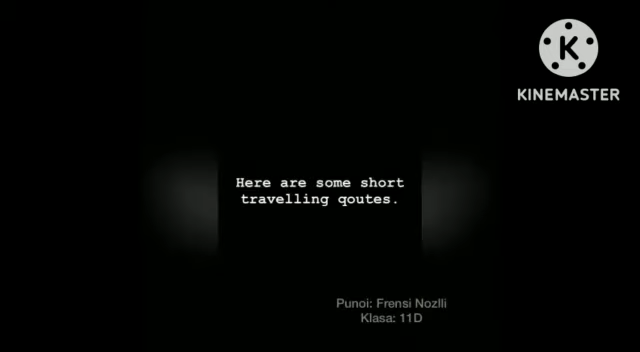 K
KINEMASTER
Here are some short
travelling qoutes.
Punoi: Frensi Nozlli
Klasa: 11D